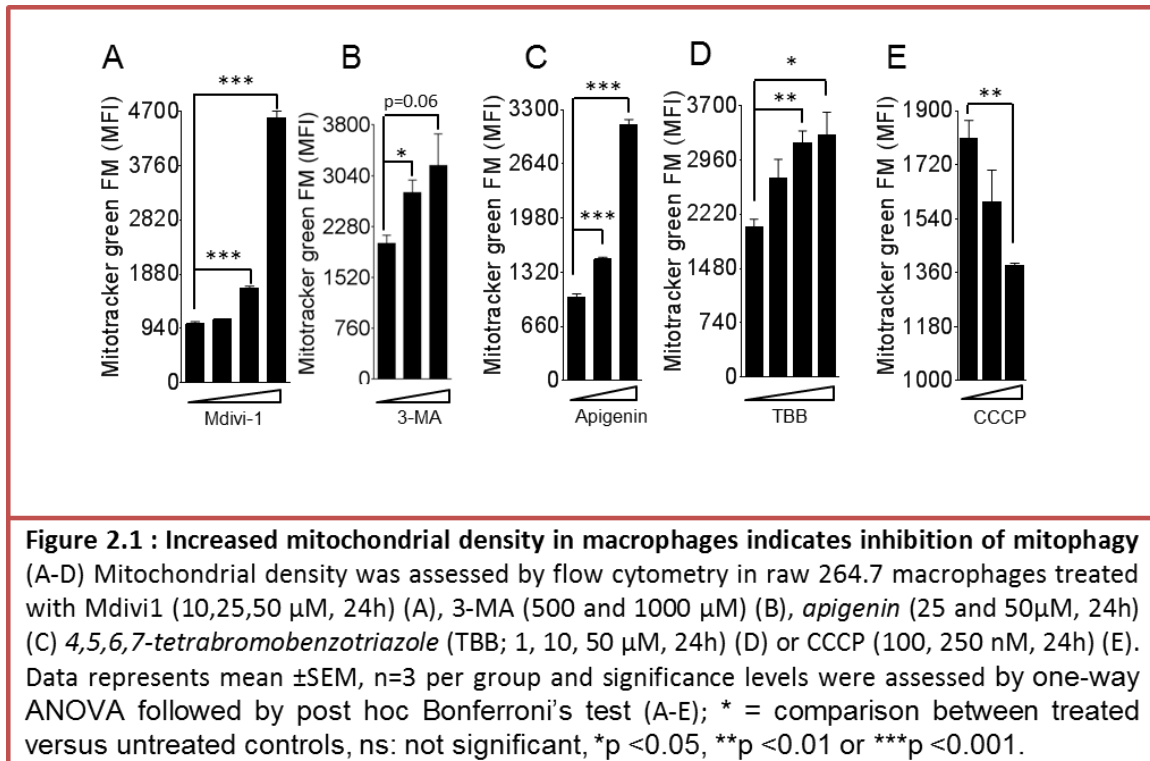 A
B
C
D
E
Mitotracker green FM (MFI)
4700
3760
2820
1880
940
0
***
***
Mdivi-1
Mitotracker green FM (MFI)
3800
3040
2280
1520
760
0
p=0.06
*
3-MA
Mitotracker green FM (MFI)
3300
2640
1980
1320
660
0
***
***
Apigenin
Mitotracker green FM (MFI)
3700
2960
2220
1480
740
0
*
**
TBB
Mitotracker green FM (MFI)
1900
1720
1540
1360
1180
1000
**
CCCP
Figure 2.1 : Increased mitochondrial density in macrophages indicates inhibition of mitophagy
(A-D) Mitochondrial density was assessed by flow cytometry in raw 264.7 macrophages treated
with Mdivi1 (10,25,50 µM, 24h) (A), 3-MA (500 and 1000 µM) (B), apigenin (25 and 50µM, 24h)
(C) 4,5,6,7-tetrabromobenzotriazole (TBB; 1, 10, 50 µM, 24h) (D) or CCCP (100, 250 nM, 24h) (E).
Data represents mean ±SEM, n=3 per group and significance levels were assessed by one-way
ANOVA followed by post hoc Bonferroni's test (A-E); * = comparison between treated
versus untreated controls, ns: not significant, *p <0.05, **p <0.01 or ***p <0.001.